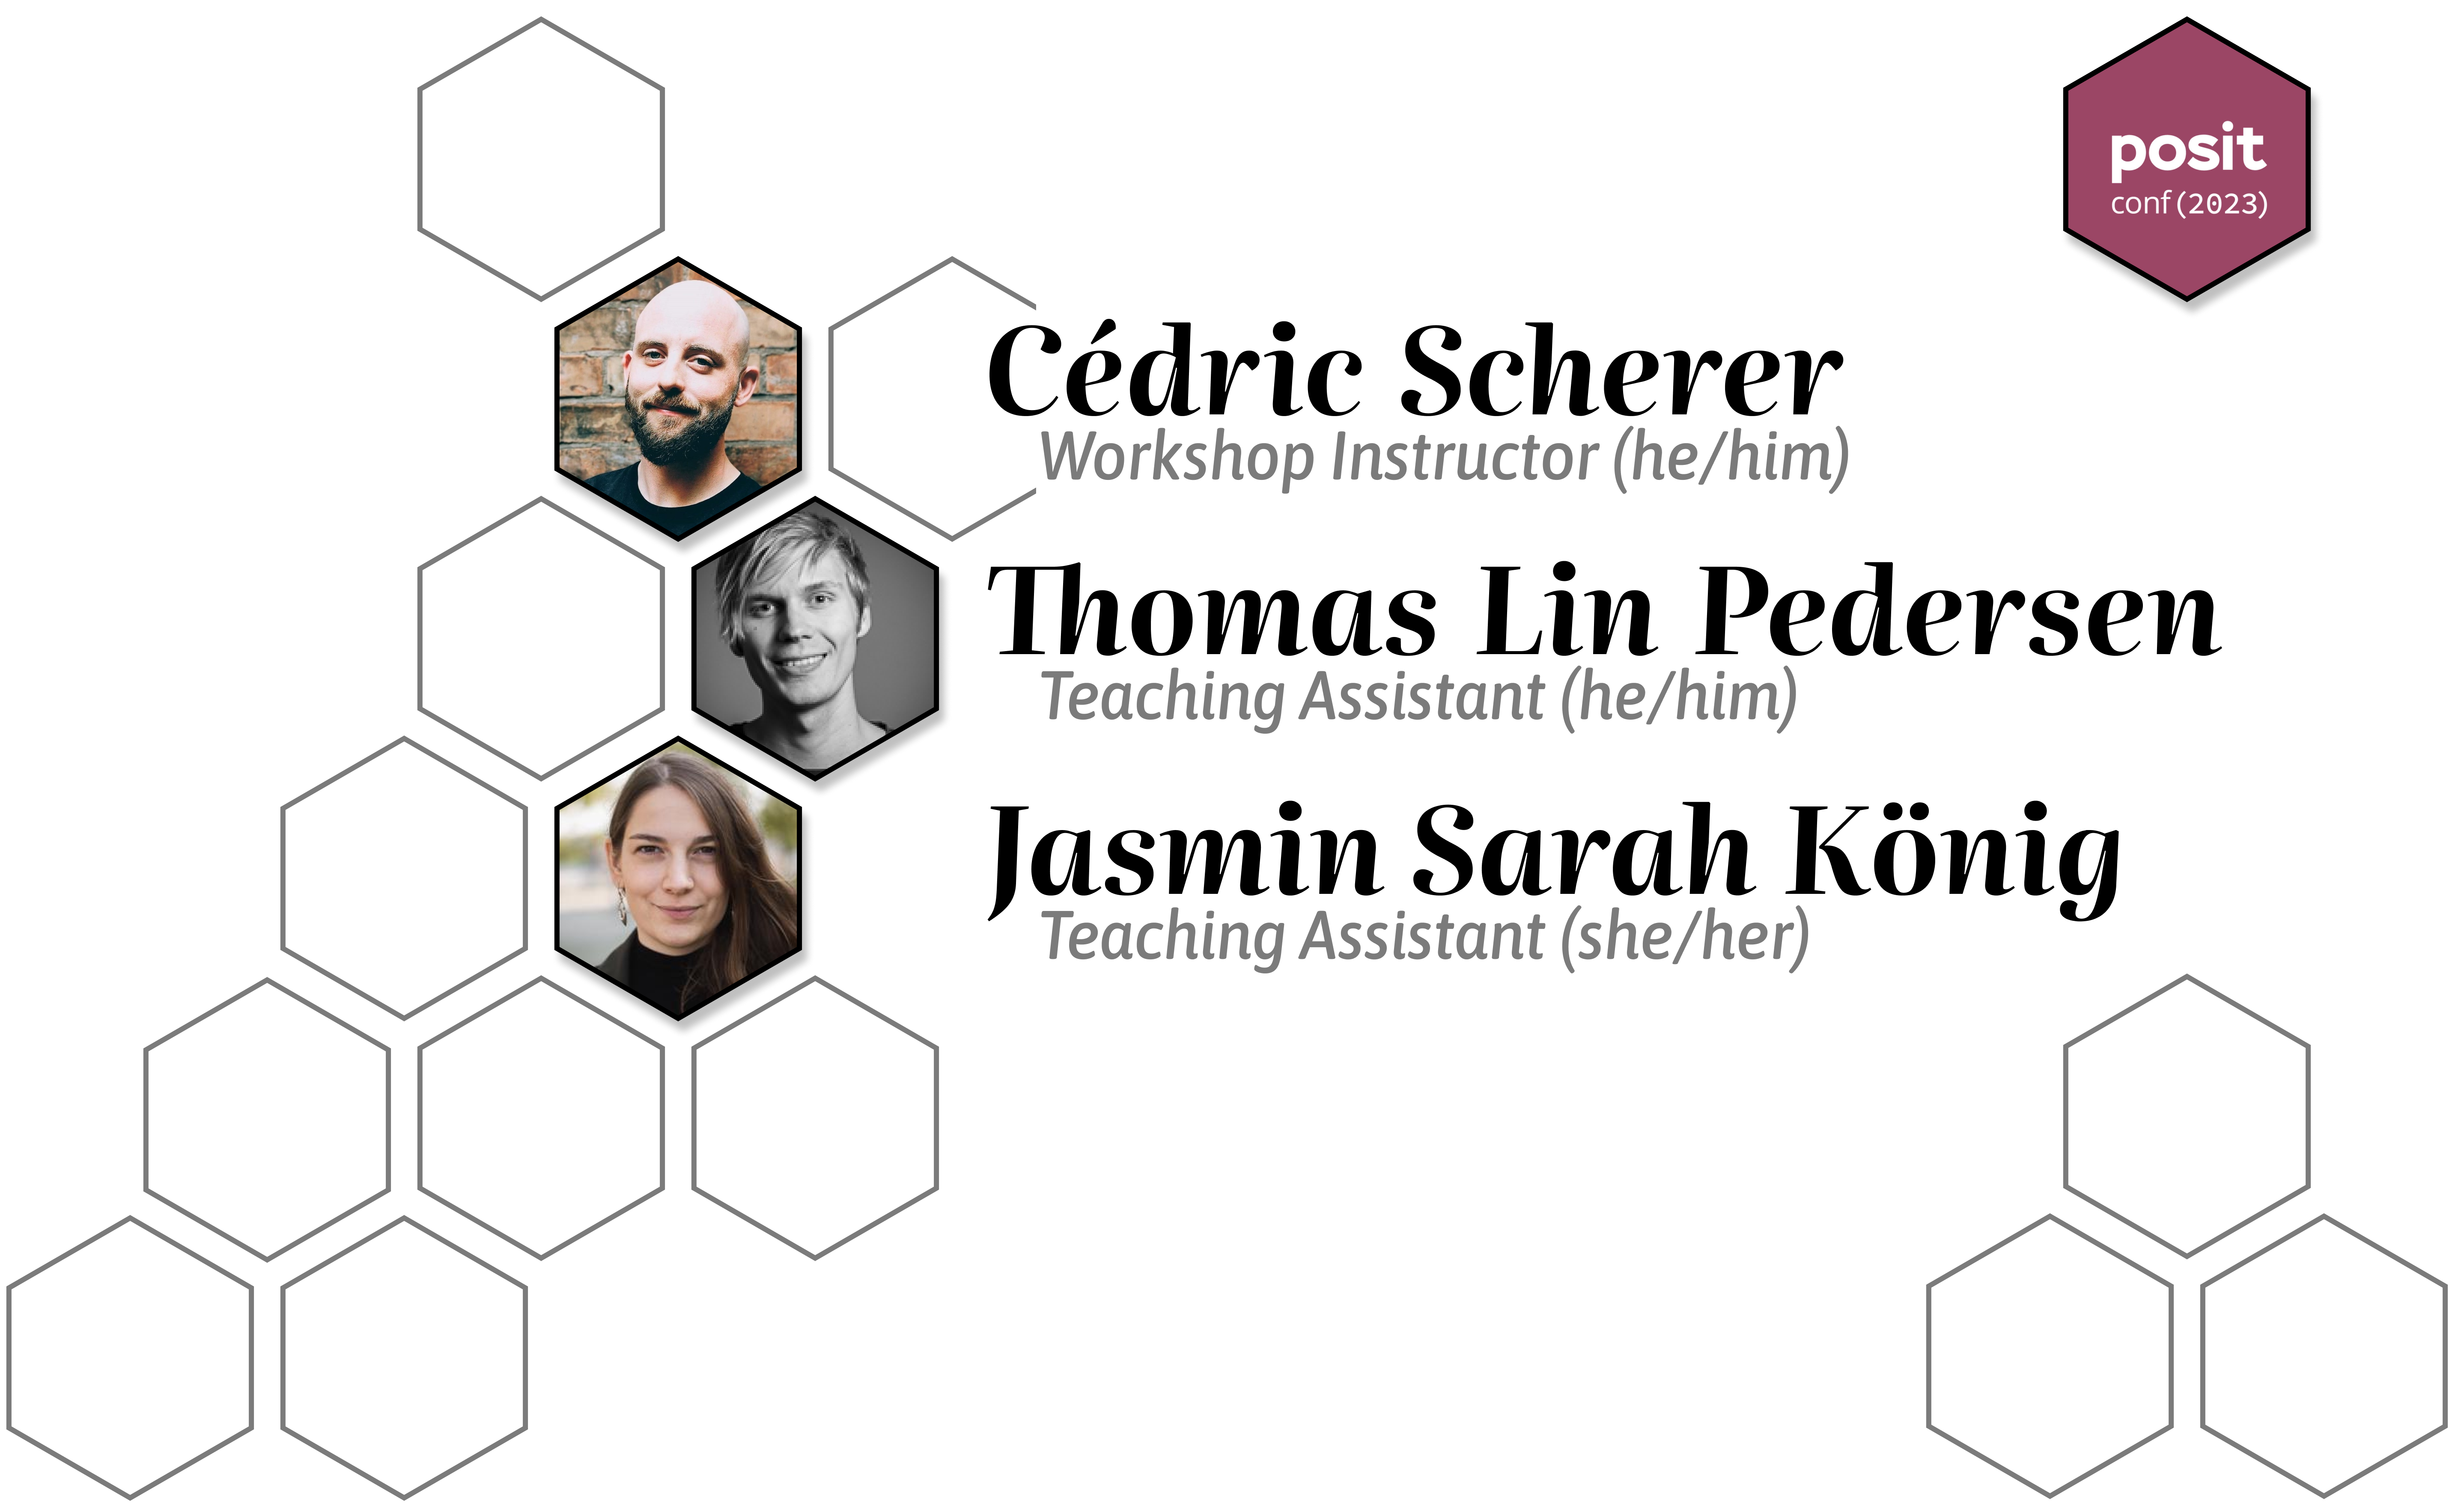 posit
conf(2023)
Cédric Scherer
Workshop Instructor (he/him)
Thomas Lin Pedersen
Teaching Assistant (he/him)
Jasmin Sarah König
Teaching Assistant (she/her)